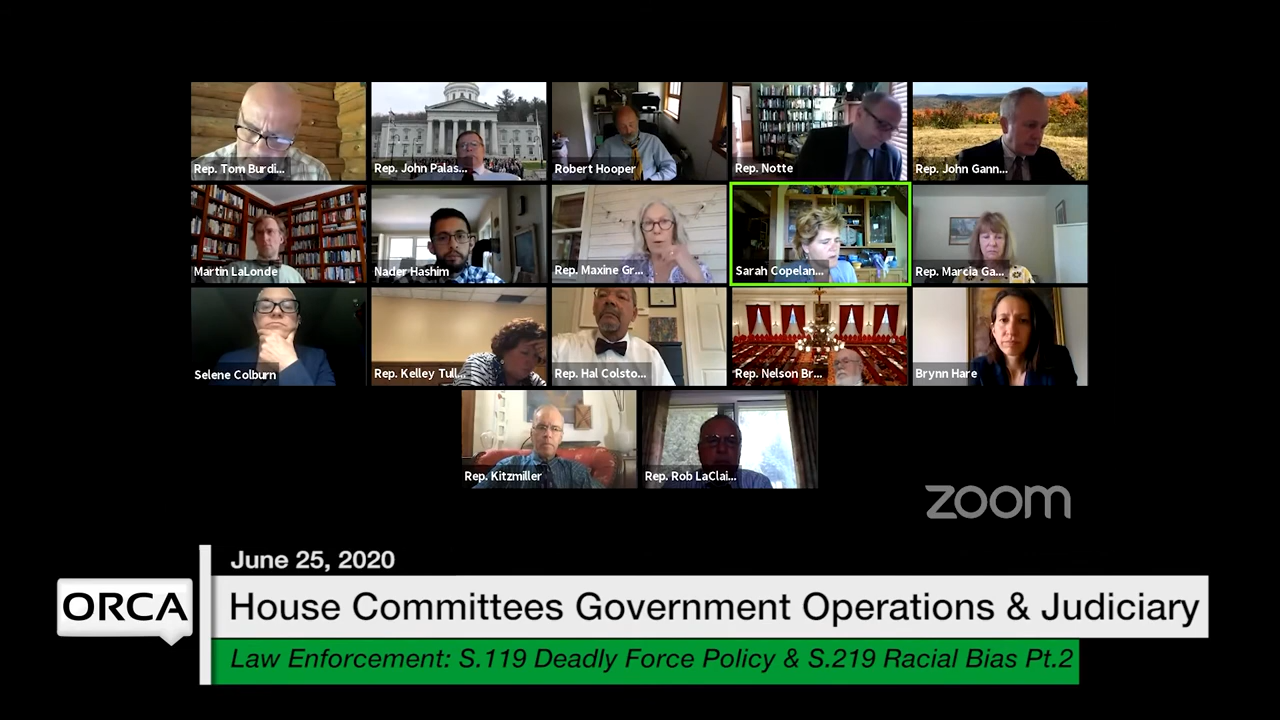 Rep. Tom Burdi...
Rep. John Palas...
Robert Hooper
Rep. Notte
Rep. John Gann...
Martin LaLonde
Nader Hashim
Rep. Maxine Gr...
Sarah Copelan...
Rep. Marcia Ga...
Selene Colburn
Rep. Kelley Tull...
Rep. Hal Colsto...
Rep. Nelson Br...
Brynn Hare
Rep. Kitzmiller
Rep. Rob LaClai...
zoom
June 25, 2020
ORCA
House Committees Government Operations & Judiciary
Law Enforcement: S.119 Deadly Force Policy & S.219 Racial Bias Pt.2